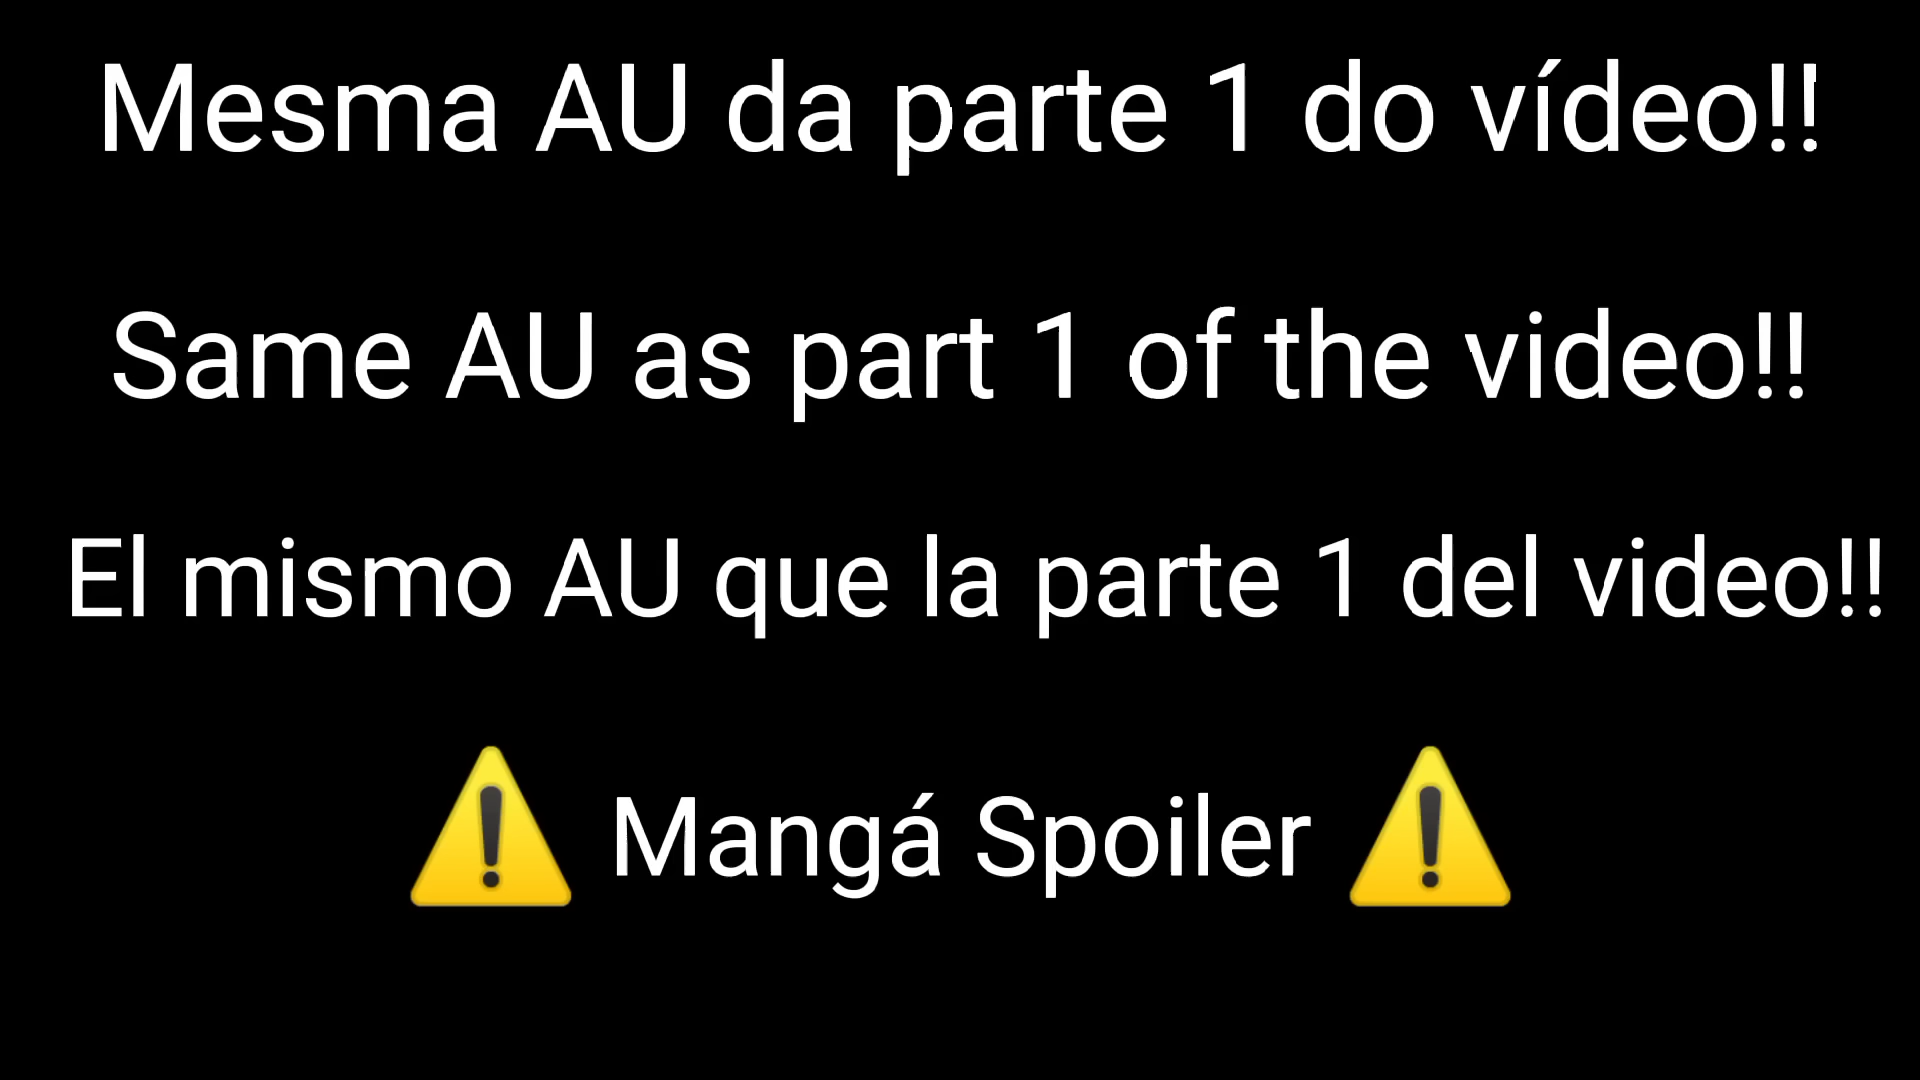 Mesma AU da parte 1 do vídeo!!
Same AU as part 1 of the video!!
El mismo AU que la parte 1 del video!!
⚠️ Mangá Spoiler ⚠️